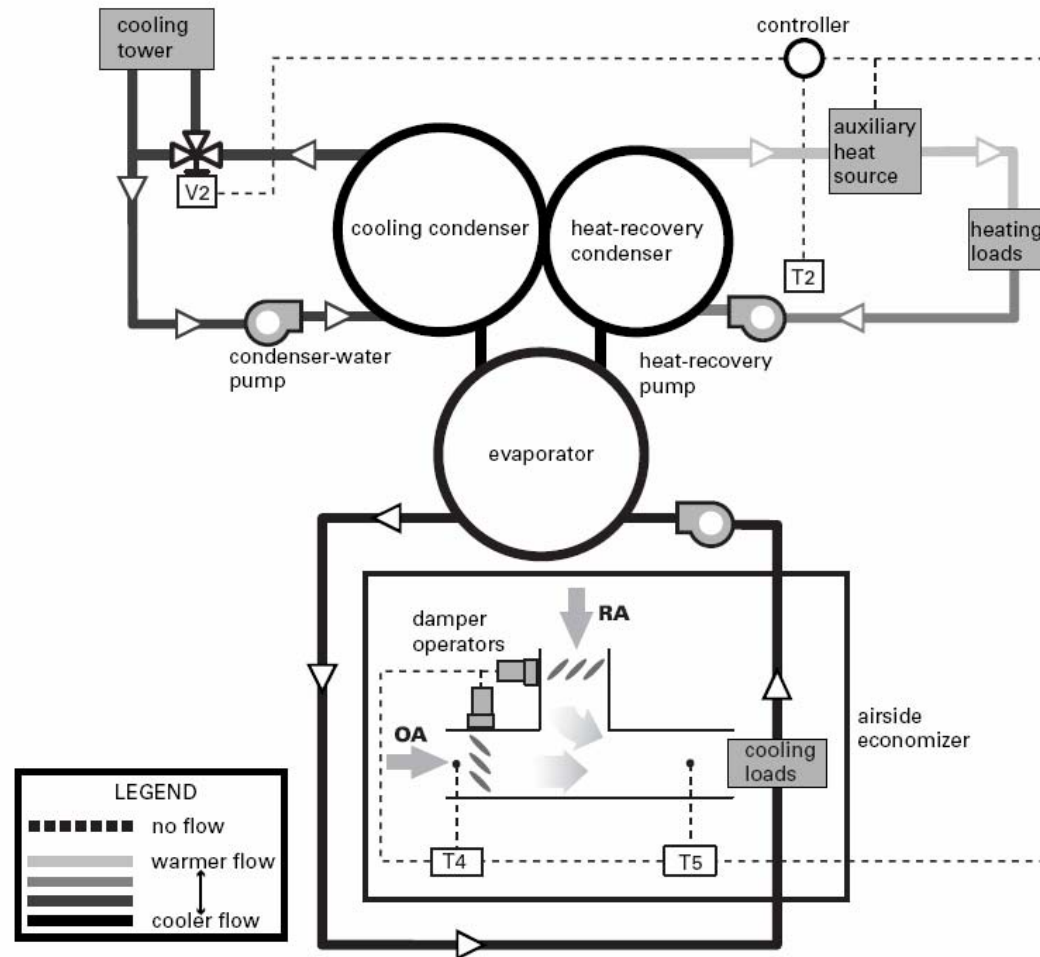 cooling
tower
controller
V2
auxiliary
heat
source
cooling condenser
heat-recovery
condenser
heating
loads
T2
condenser-water
pump
heat-recovery
pump
evaporator
damper
operators
RA
OA
airside
economizer
cooling
loads
T4
T5
LEGEND
no flow
warmer flow
cooler flow